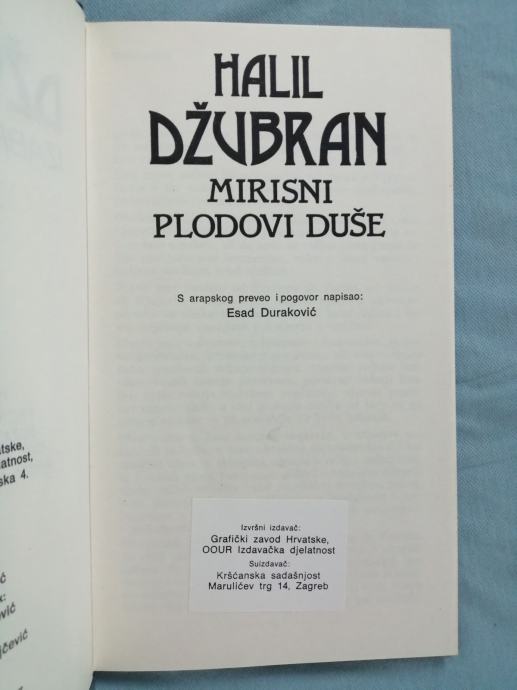 HALIL
DŽUBRAN
MIRISNI
PLODOVI DUŠE
S arapskog preveo i pogovor napisao:
Esad Duraković
Izvršni izdavač:
Grafički zavod Hrvatske,
OOUR Izdavačka djelatnost
Suizdavač:
Kršćanska sadašnjost
Marulićev trg 14, Zagreb
4.